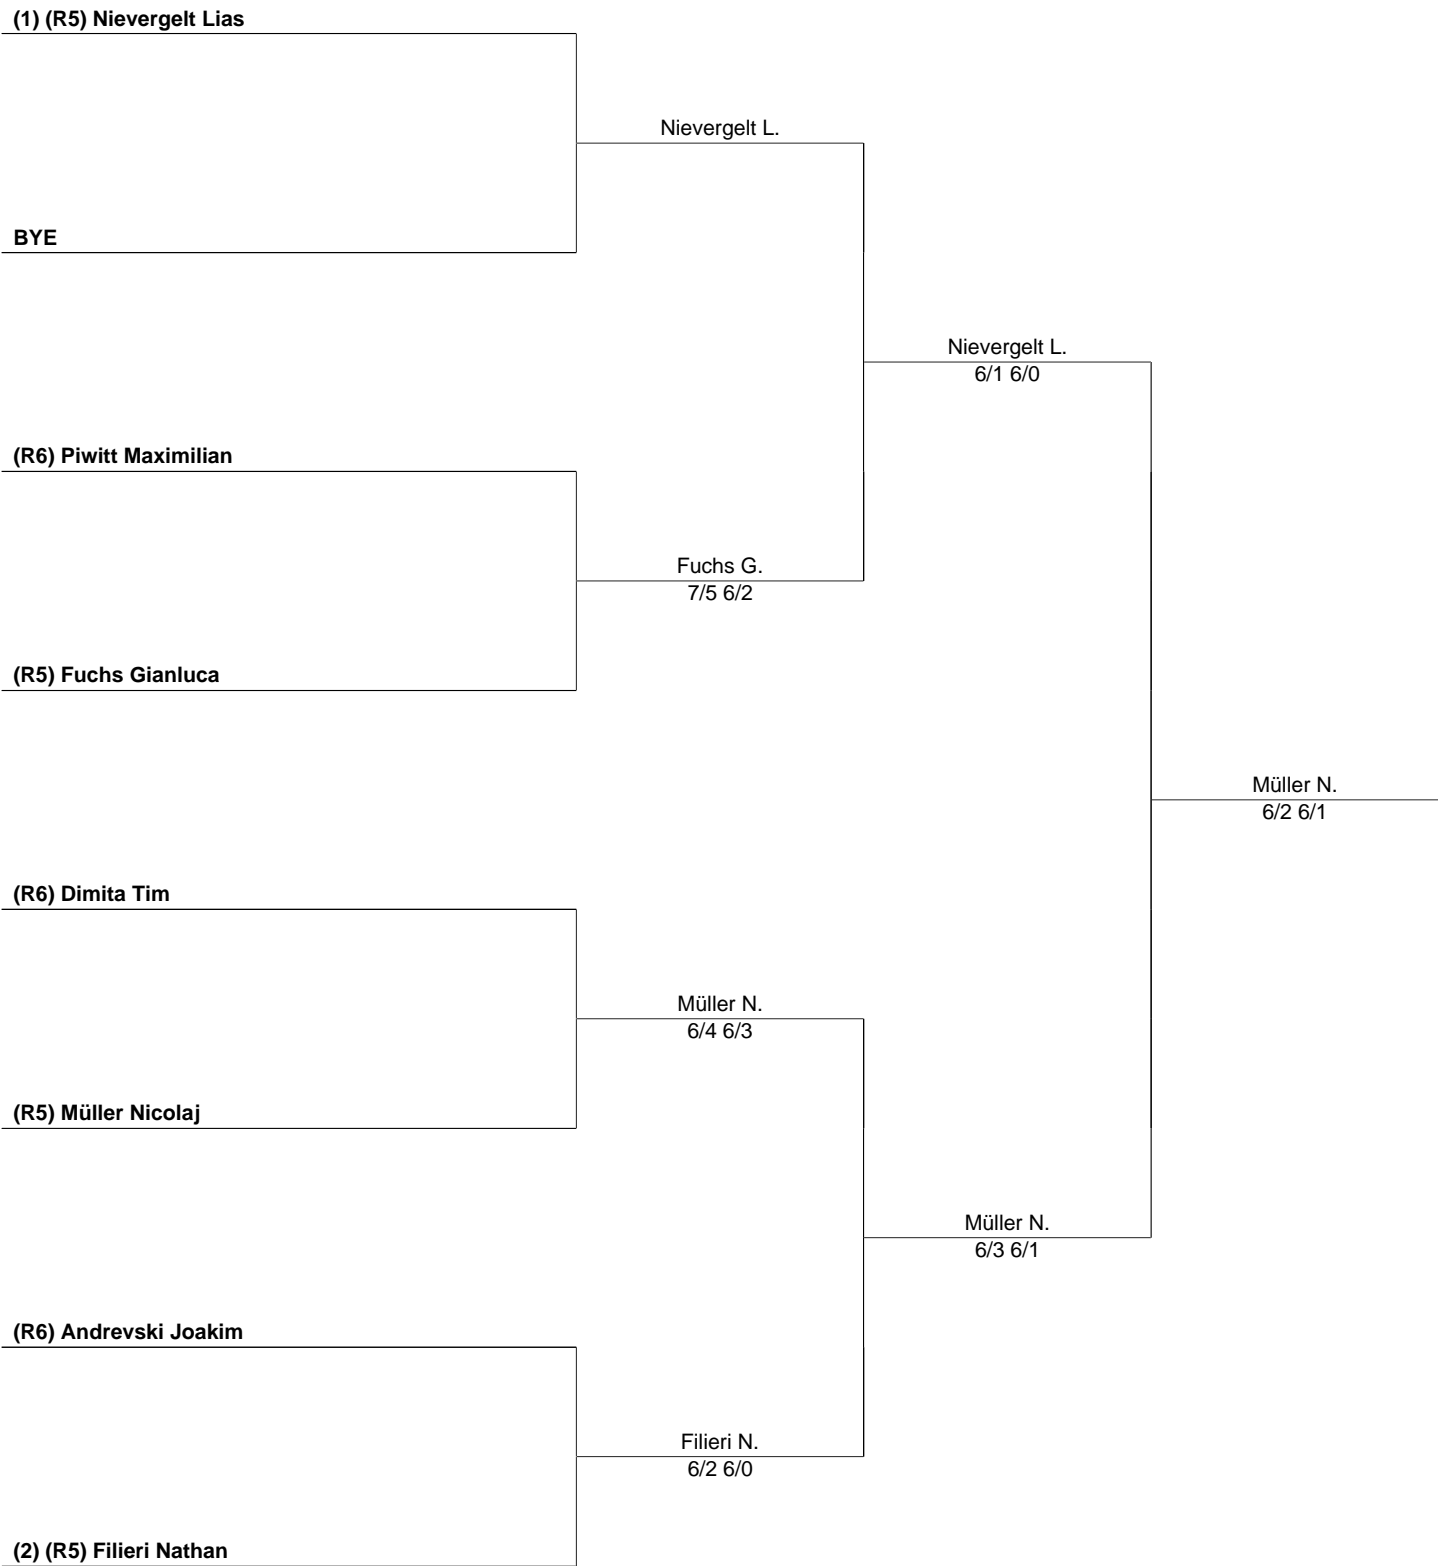 (1) (R5) Nievergelt Lias
Nievergelt L.
BYE
Nievergelt L.
6/1 6/0
(R6) Piwitt Maximilian
Fuchs G.
7/5 6/2
(R5) Fuchs Gianluca
Müller N.
6/2 6/1
(R6) Dimita Tim
Müller N.
6/4 6/3
(R5) Müller Nicolaj
Müller N.
6/3 6/1
(R6) Andrevski Joakim
Filieri N.
6/2 6/0
(2) (R5) Filieri Nathan